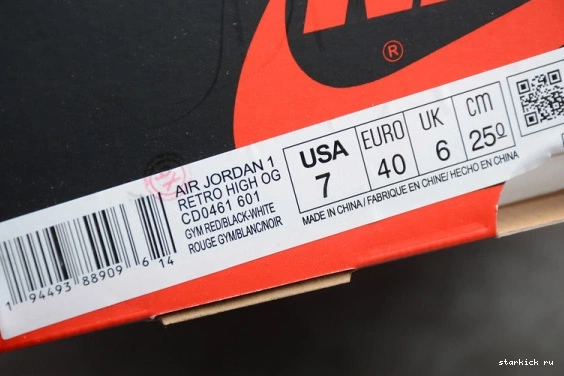 AIR JORDAN 1
RETRO HIGH OG
CD0461 601
GYM RED/BLACK-WHITE
ROUGE GYM/BLANC/NOIR
USA
7
EURO
40
UK
6
cm
25.0
MADE IN CHINA / FABRIQUE EN CHINE / HECHO EN CHINA
1 94493 88909 6 14
®
starkick ru